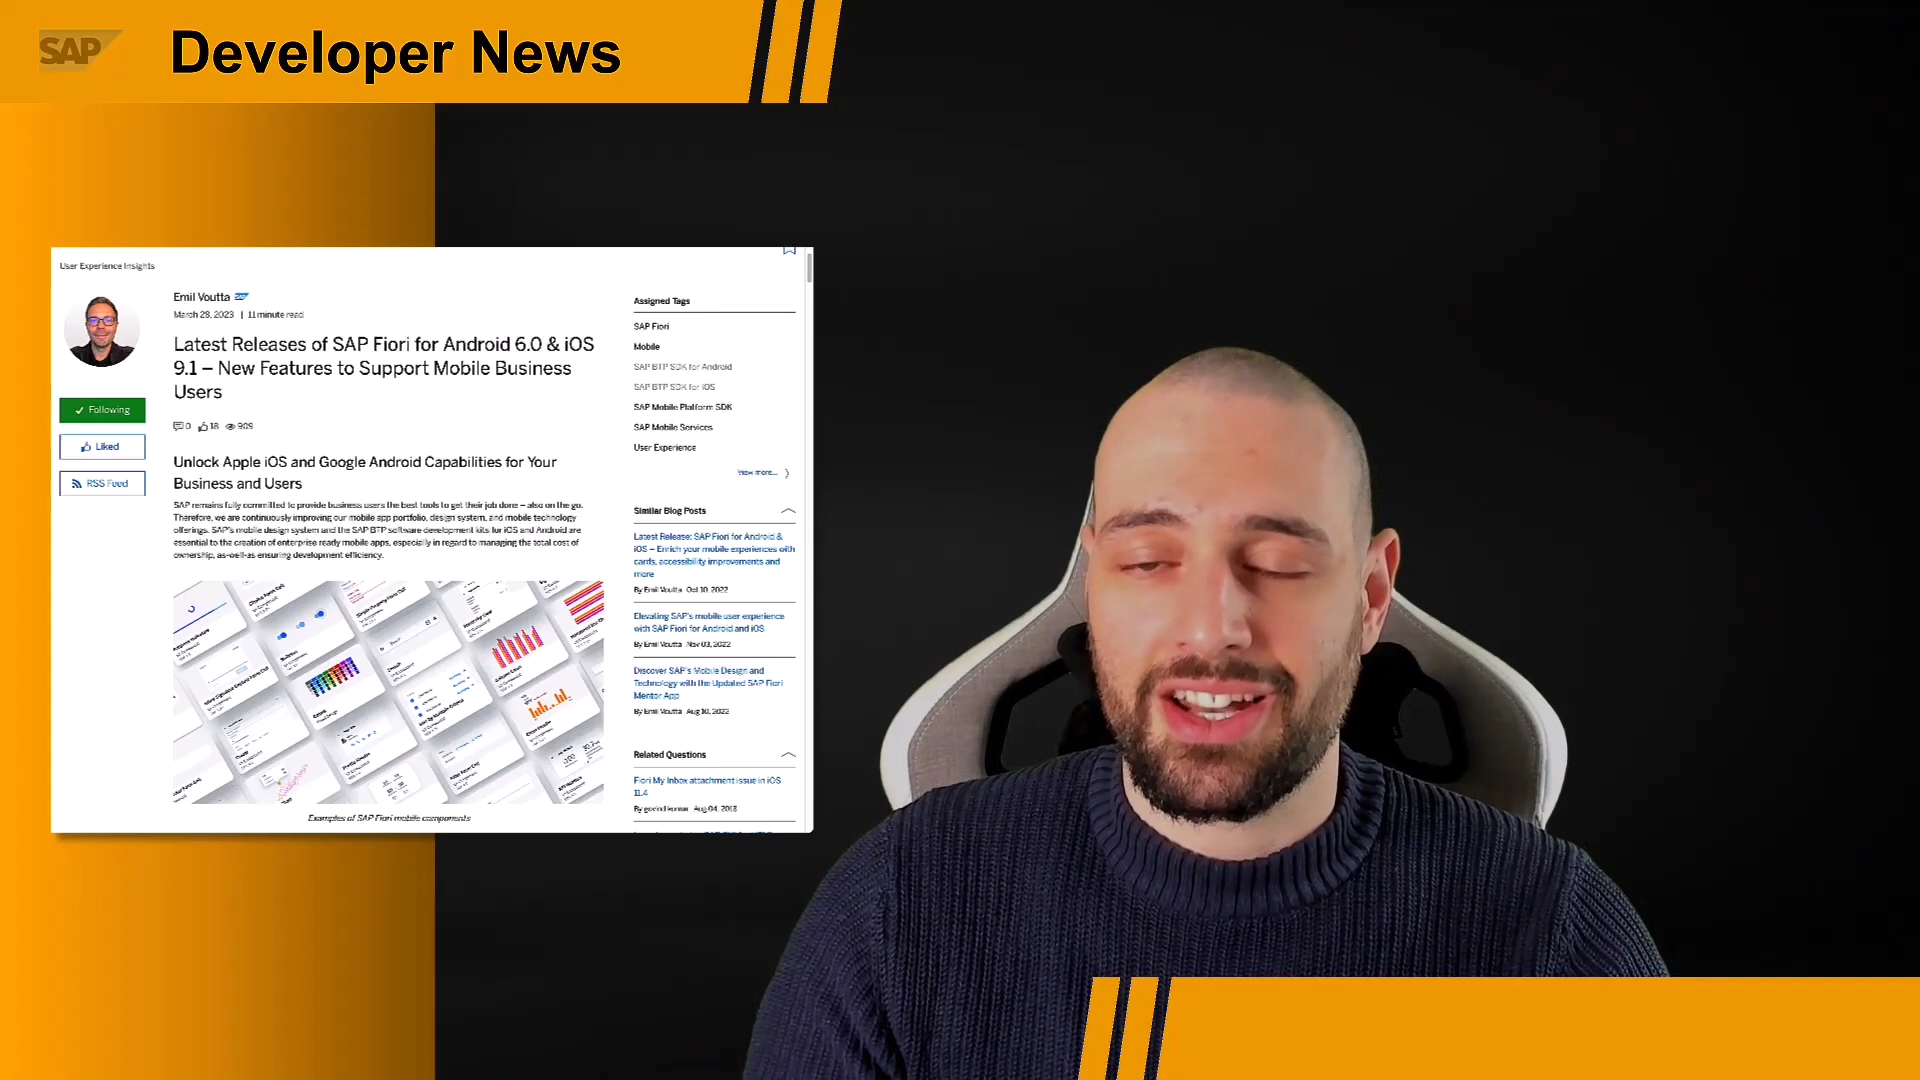 SAP
Developer News
User Experience Insights
Emil Voutta
March 28, 2023 | 11 minute read
Latest Releases of SAP Fiori for Android 6.0 & iOS
9.1 – New Features to Support Mobile Business
Users
0 18 909
Following
Liked
RSS Feed
Unlock Apple iOS and Google Android Capabilities for Your
Business and Users
SAP remains fully committed to provide business users the best tools to get their job done – also on the go.
Therefore, we are continuously improving our mobile app portfolio, design system, and mobile technology
offerings. SAP's mobile design system and the SAP BTP software development kits for iOS and Android are
essential to the creation of enterprise ready mobile apps, especially in regard to managing the total cost of
ownership, as-well-as ensuring development efficiency.
Examples of SAP Fiori mobile components
Assigned Tags
SAP Fiori
Mobile
SAP BTP SDK for Android
SAP BTP SDK for iOS
SAP Mobile Platform SDK
SAP Mobile Services
User Experience
View more...
Similar Blog Posts
Latest Release: SAP Fiori for Android &
iOS – Enrich your mobile experiences with
cards, accessibility improvements and
more
By Emil Voutta Oct 10, 2022
Elevating SAP's mobile user experience
with SAP Fiori for Android and iOS
By Emil Voutta Nov 03, 2022
Discover SAP's Mobile Design and
Technology with the Updated SAP Fiori
Mentor App
By Emil Voutta Aug 10, 2022
Related Questions
Fiori My Inbox attachment issue in iOS
11.4
By govind kumar Aug 04, 2018